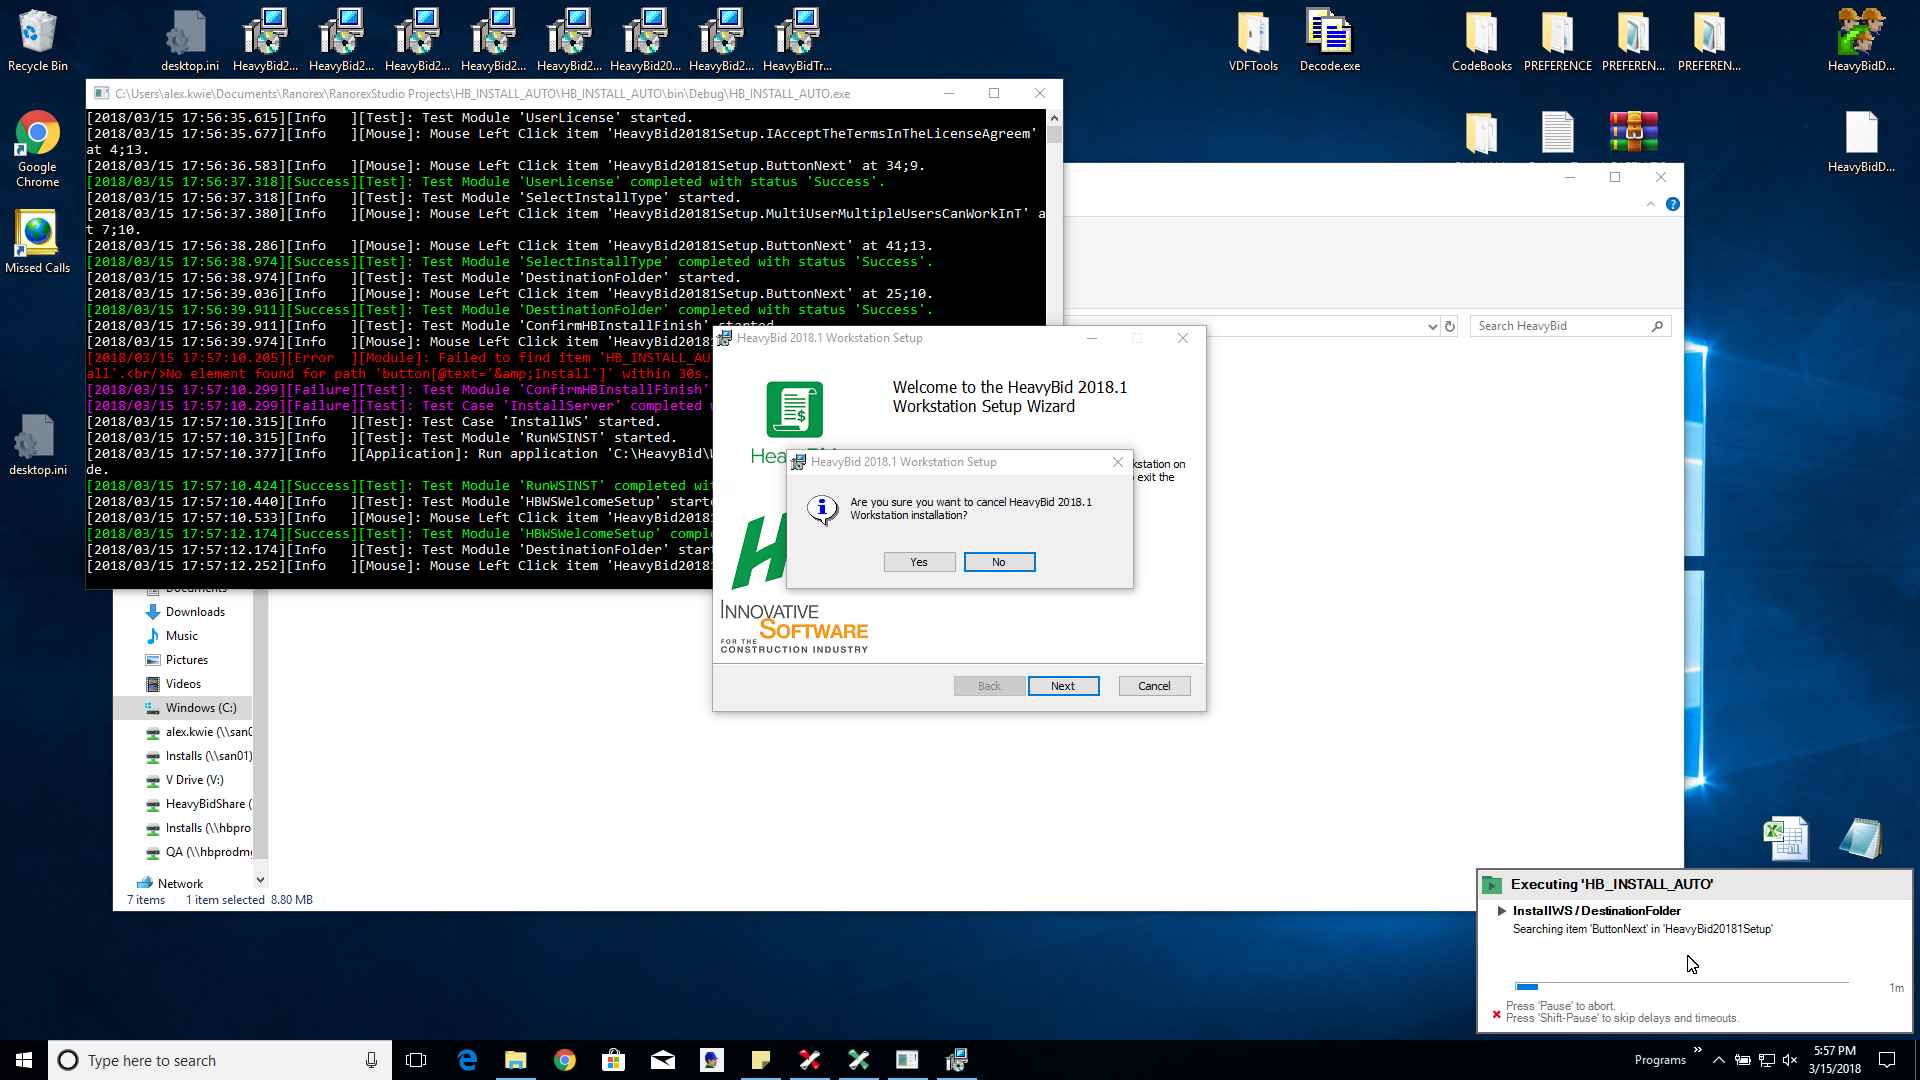 Recycle Bin
desktop.ini
HeavyBid2...
HeavyBid2...
HeavyBid2...
HeavyBid2...
HeavyBid2...
HeavyBid20...
HeavyBid2...
HeavyBidTr...
VDFTools
Decode.exe
CodeBooks
PREFERENCE
PREFEREN...
PREFEREN...
HeavyBidD...
Google
Chrome
Missed Calls
desktop.ini
HeavyBidD...
C:\Users\alex.kwie\Documents\Ranorex\RanorexStudio Projects\HB_INSTALL_AUTO\HB_INSTALL_AUTO\bin\Debug\HB_INSTALL_AUTO.exe
[2018/03/15 17:56:35.615][Info   ][Test]: Test Module 'UserLicense' started.
[2018/03/15 17:56:35.677][Info   ][Mouse]: Mouse Left Click item 'HeavyBid20181Setup.IAcceptTheTermsInTheLicenseAgreem'
at 4;13.
[2018/03/15 17:56:36.583][Info   ][Mouse]: Mouse Left Click item 'HeavyBid20181Setup.ButtonNext' at 34;9.
[2018/03/15 17:56:37.318][Success][Test]: Test Module 'UserLicense' completed with status 'Success'.
[2018/03/15 17:56:37.318][Info   ][Test]: Test Module 'SelectInstallType' started.
[2018/03/15 17:56:37.380][Info   ][Mouse]: Mouse Left Click item 'HeavyBid20181Setup.MultiUserMultipleUsersCanWorkInT' a
t 7;10.
[2018/03/15 17:56:38.286][Info   ][Mouse]: Mouse Left Click item 'HeavyBid20181Setup.ButtonNext' at 41;13.
[2018/03/15 17:56:38.974][Success][Test]: Test Module 'SelectInstallType' completed with status 'Success'.
[2018/03/15 17:56:38.974][Info   ][Test]: Test Module 'DestinationFolder' started.
[2018/03/15 17:56:39.036][Info   ][Mouse]: Mouse Left Click item 'HeavyBid20181Setup.ButtonNext' at 25;10.
[2018/03/15 17:56:39.911][Success][Test]: Test Module 'DestinationFolder' completed with status 'Success'.
[2018/03/15 17:56:39.911][Info   ][Test]: Test Module 'ConfirmHBInstallFinish' started.
[2018/03/15 17:56:39.974][Info   ][Mouse]: Mouse Left Click item 'HeavyBid2018
[2018/03/15 17:57:10.205][Error  ][Module]: Failed to find item 'HB_INSTALL_AU
all'.<br/>No element found for path 'button[@text='&amp;Install']' within 30s.
[2018/03/15 17:57:10.299][Failure][Test]: Test Module 'ConfirmHBInstallFinish'
[2018/03/15 17:57:10.299][Failure][Test]: Test Case 'InstallServer' completed
[2018/03/15 17:57:10.315][Info   ][Test]: Test Case 'InstallWS' started.
[2018/03/15 17:57:10.315][Info   ][Test]: Test Module 'RunWSINST' started.
[2018/03/15 17:57:10.377][Info   ][Application]: Run application 'C:\HeavyBid\
de.
[2018/03/15 17:57:10.424][Success][Test]: Test Module 'RunWSINST' completed wi
[2018/03/15 17:57:10.440][Info   ][Test]: Test Module 'HBWSWelcomeSetup' start
[2018/03/15 17:57:10.533][Info   ][Mouse]: Mouse Left Click item 'HeavyBid2018
[2018/03/15 17:57:12.174][Success][Test]: Test Module 'HBWSWelcomeSetup' compl
[2018/03/15 17:57:12.174][Info   ][Test]: Test Module 'DestinationFolder' star
[2018/03/15 17:57:12.252][Info   ][Mouse]: Mouse Left Click item 'HeavyBid2018
Search HeavyBid
HeavyBid 2018.1 Workstation Setup
Welcome to the HeavyBid 2018.1
Workstation Setup Wizard
Hea
kstation on
exit the
HeavyBid 2018.1 Workstation Setup
Are you sure you want to cancel HeavyBid 2018.1
Workstation installation?
Yes
No
INNOVATIVE
SOFTWARE
FOR THE
CONSTRUCTION INDUSTRY
Back
Next
Cancel
Documents
Downloads
Music
Pictures
Videos
Windows (C:)
alex.kwie (\\san0
Installs (\\san01)
V Drive (V:)
HeavyBidShare (
Installs (\\hbpro
QA (\\hbprodm
Network
7 items
1 item selected  8.80 MB
Executing 'HB_INSTALL_AUTO'
InstallWS / DestinationFolder
Searching item 'ButtonNext' in 'HeavyBid20181Setup'
1m
Press 'Pause' to abort.
Press 'Shift-Pause' to skip delays and timeouts.
Type here to search
Programs
»
5:57 PM
3/15/2018